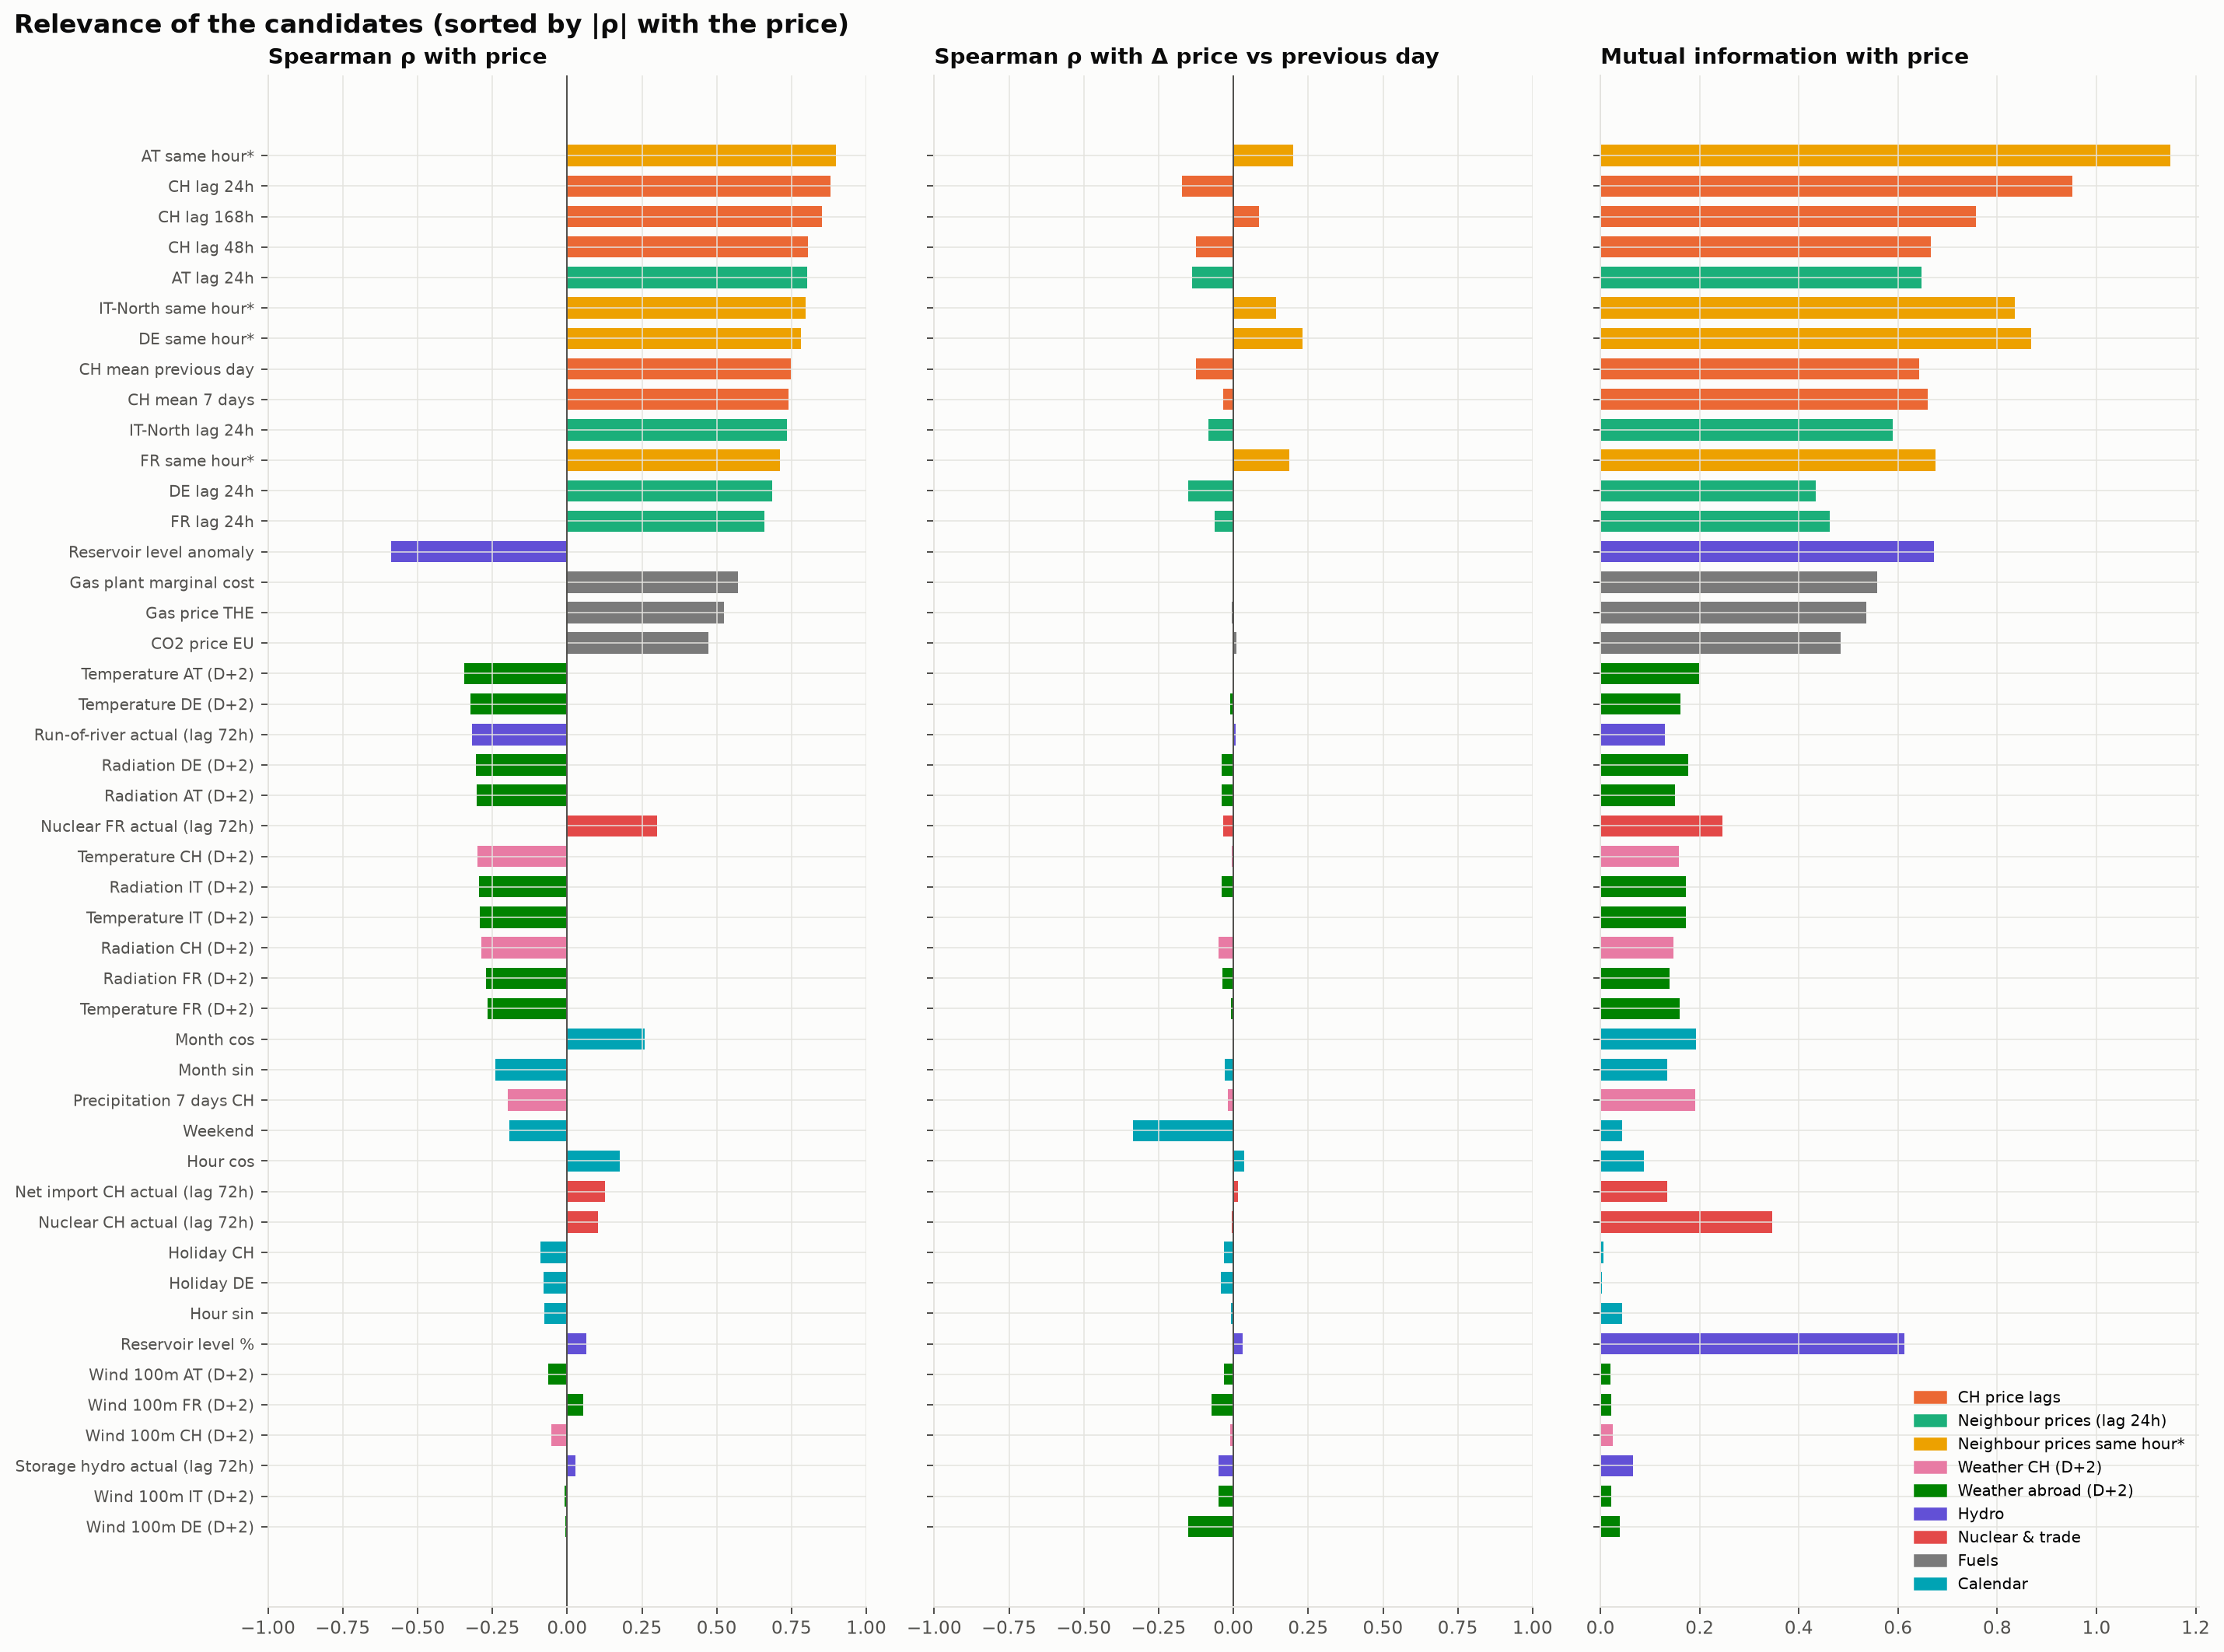 Relevance of the candidates (sorted by |ρ| with the price)
Spearman ρ with price
Spearman ρ with Δ price vs previous day
Mutual information with price
AT same hour*
CH lag 24h
CH lag 168h
CH lag 48h
AT lag 24h
IT-North same hour*
DE same hour*
CH mean previous day
CH mean 7 days
IT-North lag 24h
FR same hour*
DE lag 24h
FR lag 24h
Reservoir level anomaly
Gas plant marginal cost
Gas price THE
CO2 price EU
Temperature AT (D+2)
Temperature DE (D+2)
Run-of-river actual (lag 72h)
Radiation DE (D+2)
Radiation AT (D+2)
Nuclear FR actual (lag 72h)
Temperature CH (D+2)
Radiation IT (D+2)
Temperature IT (D+2)
Radiation CH (D+2)
Radiation FR (D+2)
Temperature FR (D+2)
Month cos
Month sin
Precipitation 7 days CH
Weekend
Hour cos
Net import CH actual (lag 72h)
Nuclear CH actual (lag 72h)
Holiday CH
Holiday DE
Hour sin
Reservoir level %
Wind 100m AT (D+2)
Wind 100m FR (D+2)
Wind 100m CH (D+2)
Storage hydro actual (lag 72h)
Wind 100m IT (D+2)
Wind 100m DE (D+2)
CH price lags
Neighbour prices (lag 24h)
Neighbour prices same hour*
Weather CH (D+2)
Weather abroad (D+2)
Hydro
Nuclear & trade
Fuels
Calendar
−1.00 −0.75 −0.50 −0.25 0.00 0.25 0.50 0.75 1.00
−1.00 −0.75 −0.50 −0.25 0.00 0.25 0.50 0.75 1.00
0.0 0.2 0.4 0.6 0.8 1.0 1.2